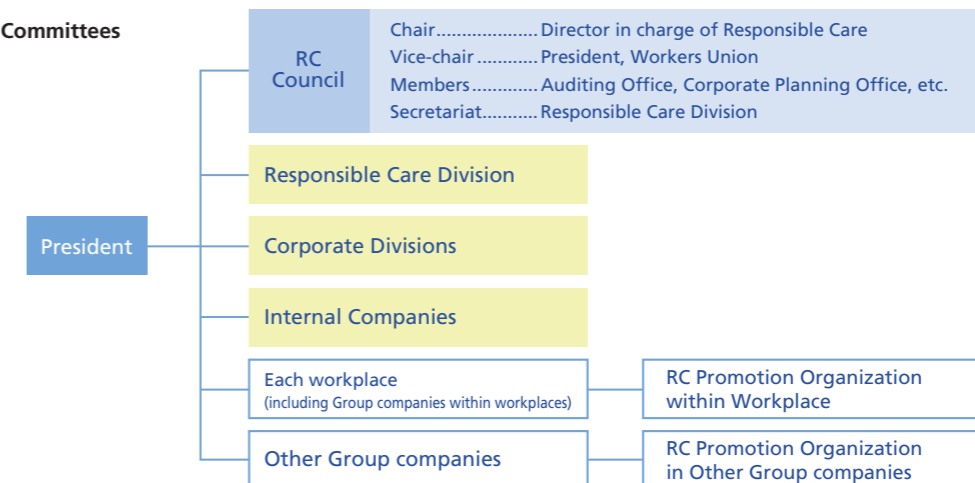 Committees
RC
Council
Chair....................Director in charge of Responsible Care
Vice-chair ............President, Workers Union
Members.............Auditing Office, Corporate Planning Office, etc.
Secretariat...........Responsible Care Division
Responsible Care Division
President
Corporate Divisions
Internal Companies
Each workplace
(including Group companies within workplaces)
RC Promotion Organization
within Workplace
Other Group companies
RC Promotion Organization
in Other Group companies